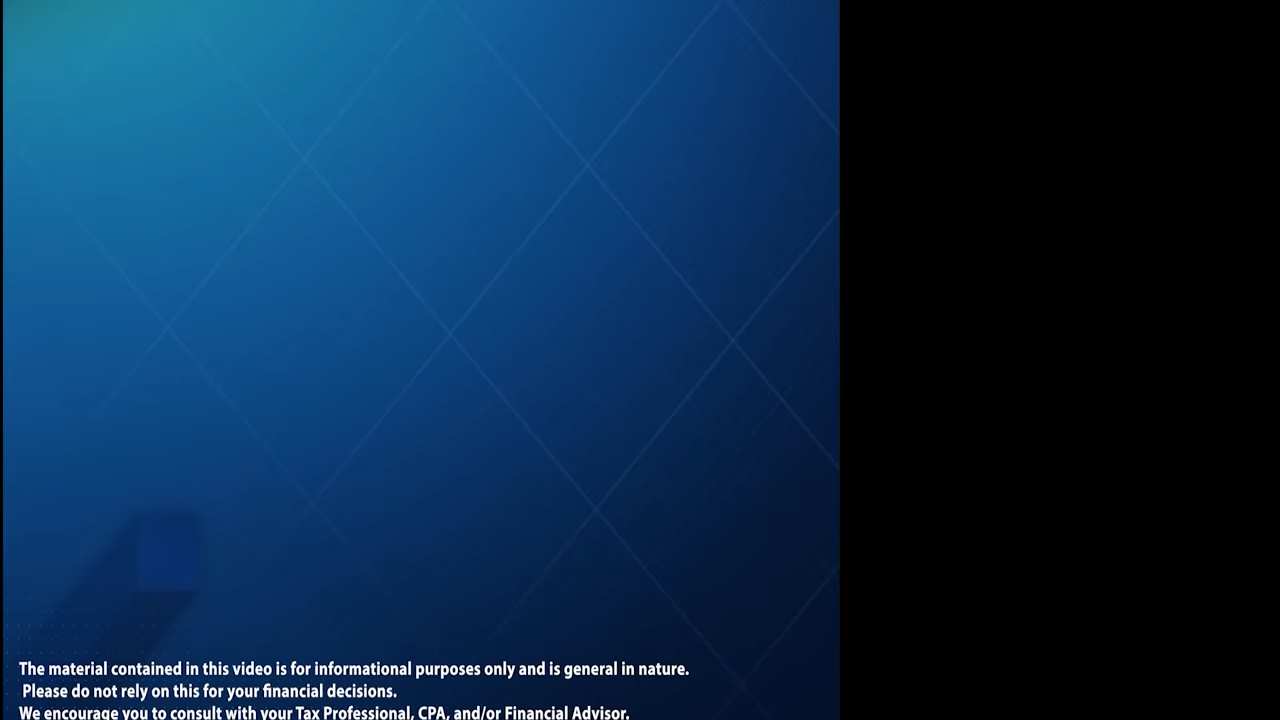 The material contained in this video is for informational purposes only and is general in nature.
Please do not rely on this for your financial decisions.
We encourage you to consult with your Tax Professional, CPA, and/or Financial Advisor.